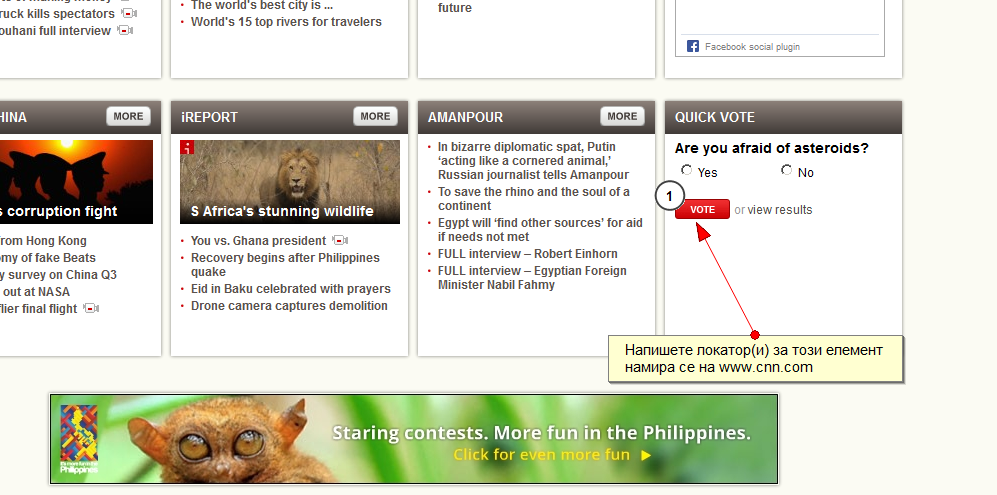 ruck kills spectators
ouhani full interview
The world's best city is ...
World's 15 top rivers for travelers
future
Facebook social plugin
HINA
MORE
s corruption fight
rom Hong Kong
my of fake Beats
y survey on China Q3
out at NASA
flier final flight
iREPORT
MORE
i
S Africa's stunning wildlife
You vs. Ghana president
Recovery begins after Philippines
quake
Eid in Baku celebrated with prayers
Drone camera captures demolition
AMANPOUR
MORE
In bizarre diplomatic spat, Putin
‘acting like a cornered animal,’
Russian journalist tells Amanpour
To save the rhino and the soul of a
continent
Egypt will ‘find other sources’ for aid
if needs not met
FULL interview – Robert Einhorn
FULL interview – Egyptian Foreign
Minister Nabil Fahmy
QUICK VOTE
Are you afraid of asteroids?
Yes No
1
VOTE or view results
Напишете локатор(и) за този елемент
намира се на www.cnn.com
Philippines
Staring contests. More fun in the Philippines.
Click for even more fun